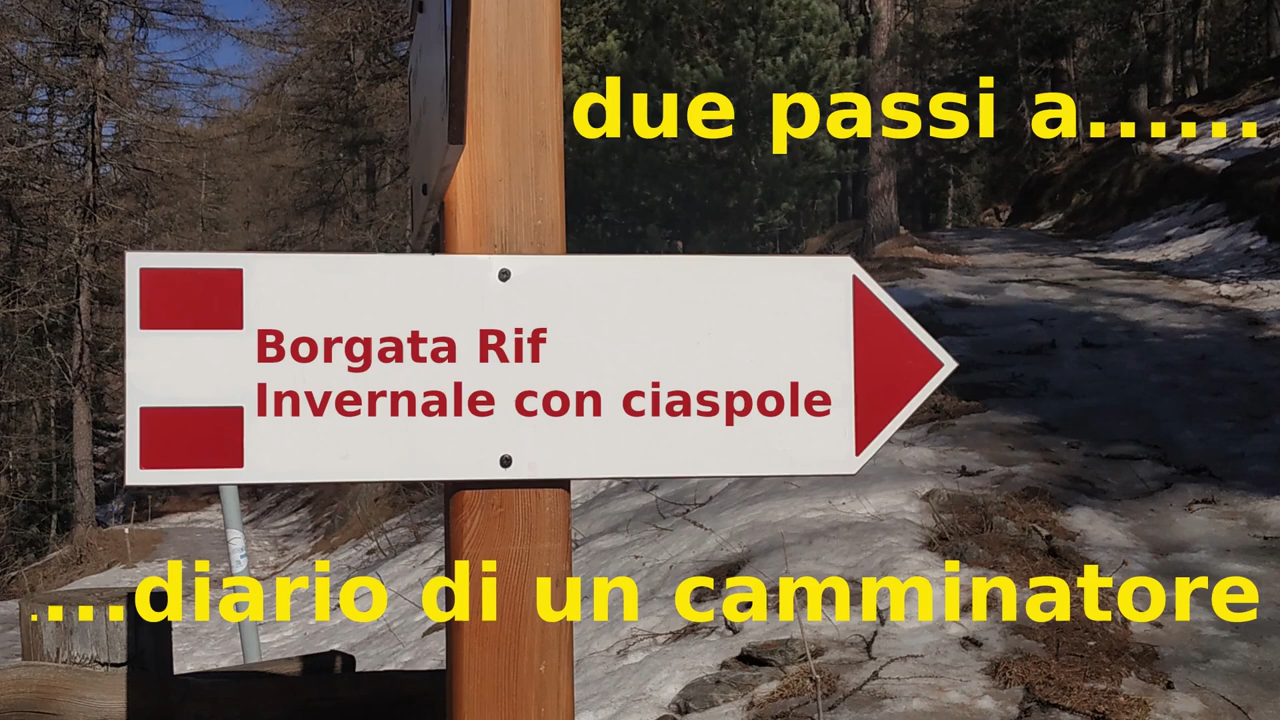 due passi a......
Borgata Rif
Invernale con ciaspole
....diario di un camminatore